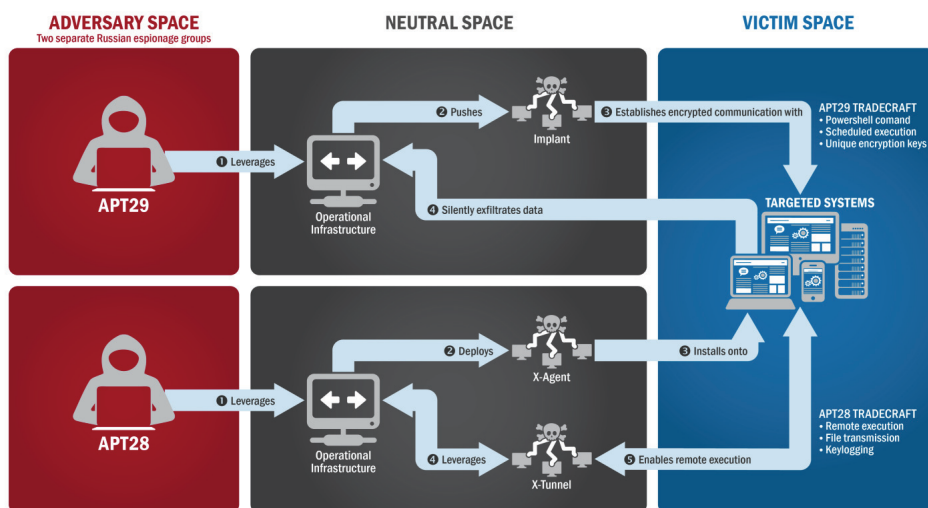 ADVERSARY SPACE
Two separate Russian espionage groups
NEUTRAL SPACE
VICTIM SPACE
APT29
❶ Leverages
Operational
Infrastructure
❷ Pushes
Implant
❸ Establishes encrypted communication with
❹ Silently exfiltrates data
APT29 TRADECRAFT
• Powershell comand
• Scheduled execution
• Unique encryption keys
TARGETED SYSTEMS
APT28
❶ Leverages
Operational
Infrastructure
❷ Deploys
X-Agent
❸ Installs onto
❹ Leverages
X-Tunnel
❺ Enables remote execution
APT28 TRADECRAFT
• Remote execution
• File transmission
• Keylogging